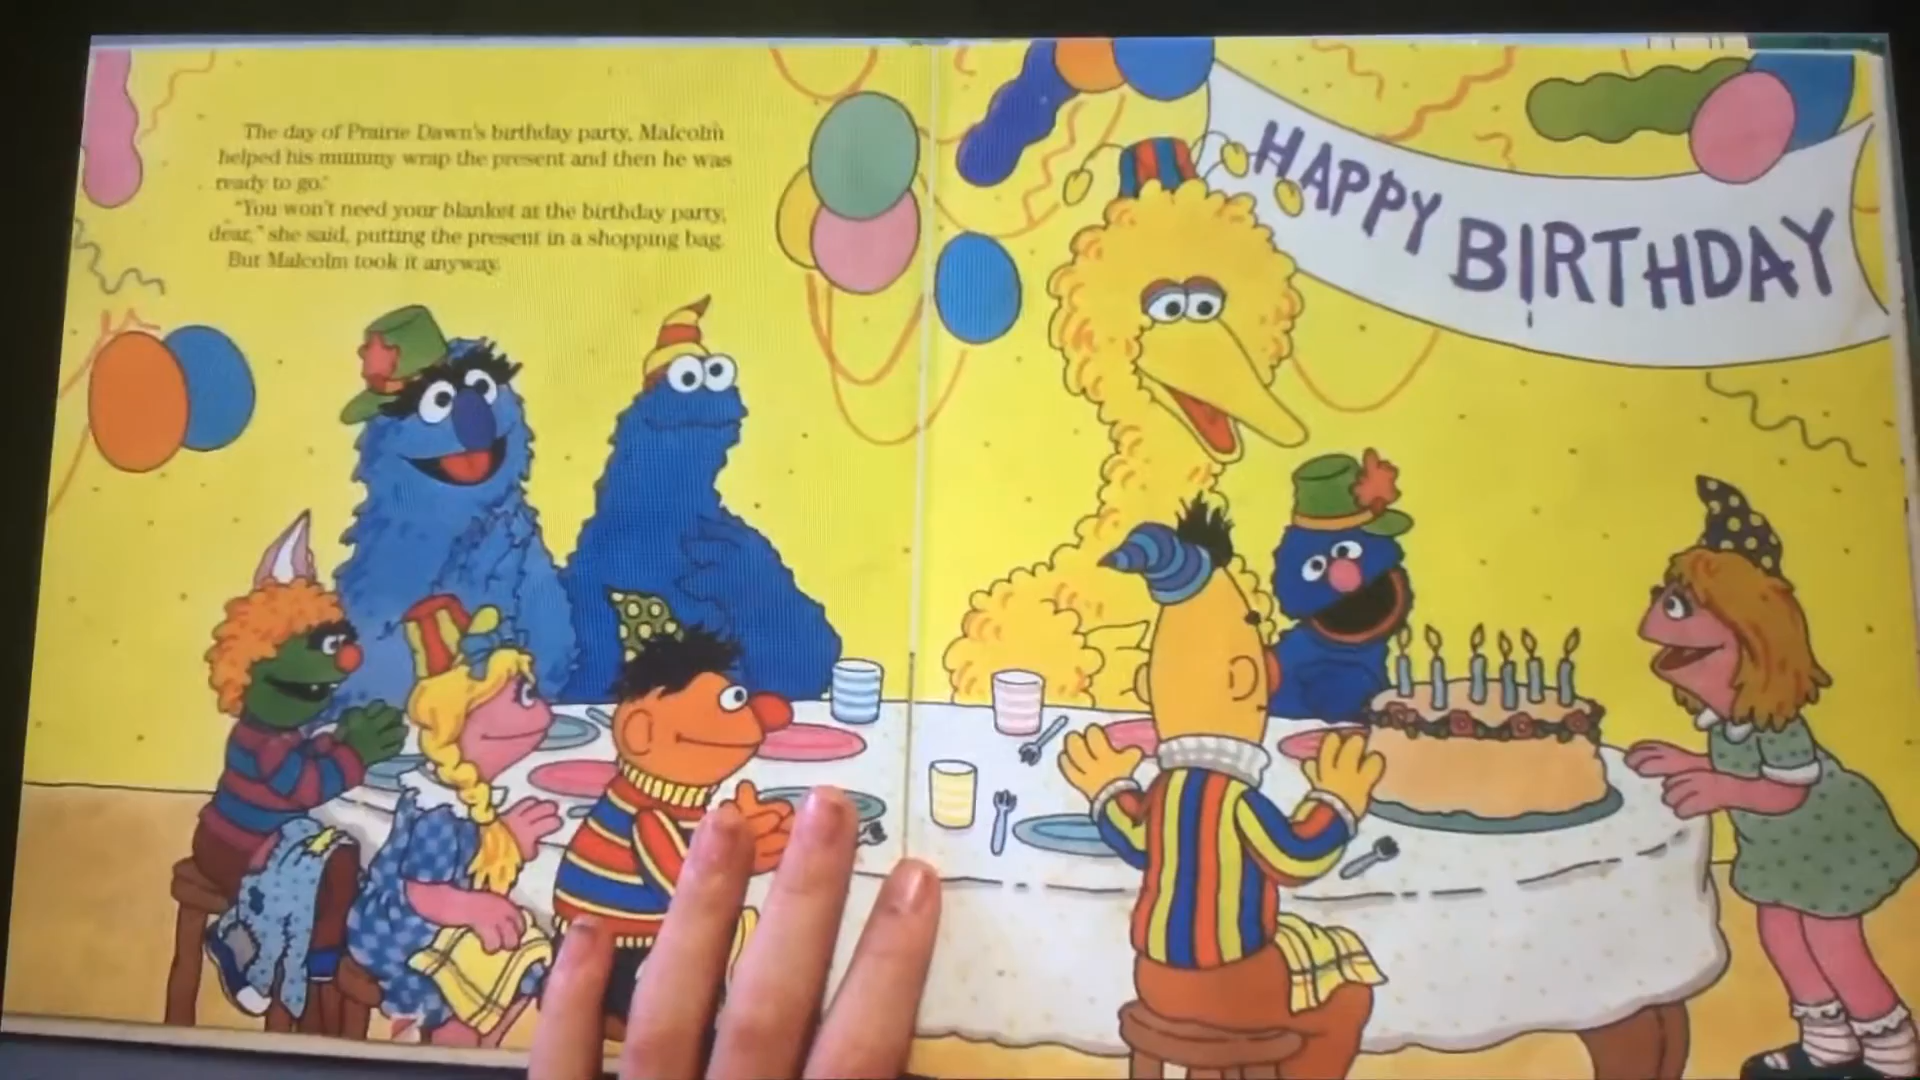 The day of Prairie Dawn's birthday party, Malcolm
helped his mummy wrap the present and then he was
ready to go."
"You won't need your blanket at the birthday party,
dear," she said, putting the present in a shopping bag.
But Malcolm took it anyway.
HAPPY BIRTHDAY